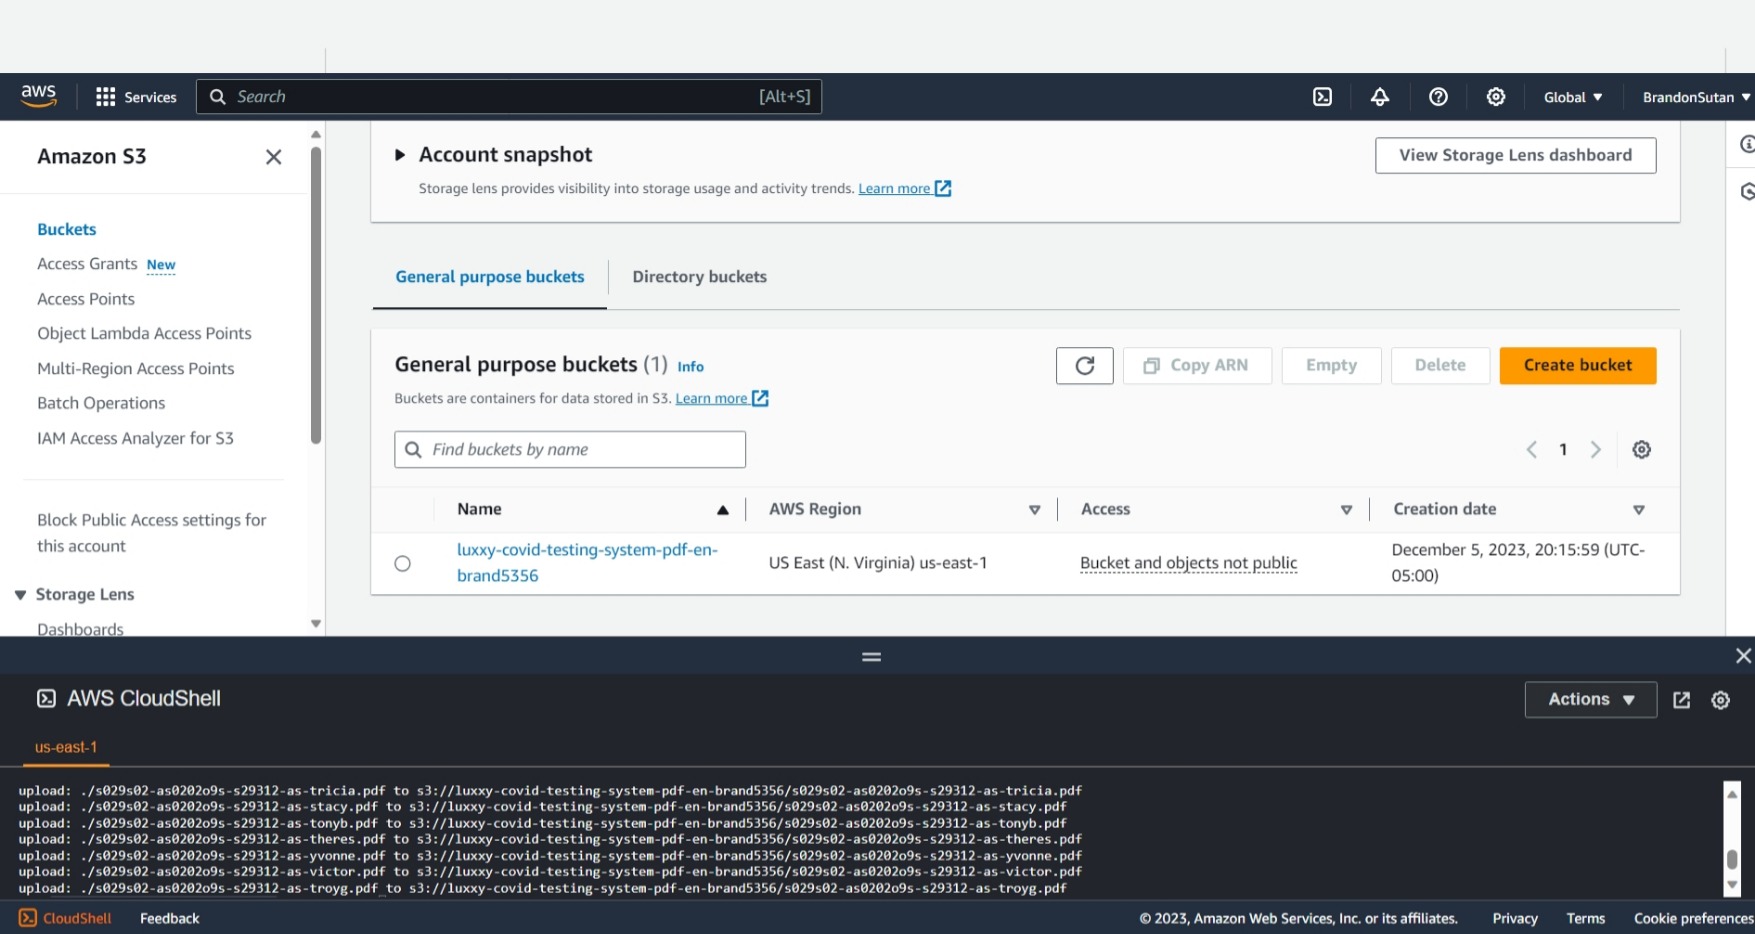 aws
Services
Search
[Alt+S]
Global
BrandonSutan
Amazon S3
Buckets
Access Grants New
Access Points
Object Lambda Access Points
Multi-Region Access Points
Batch Operations
IAM Access Analyzer for S3
Block Public Access settings for
this account
Storage Lens
Dashboards
Account snapshot
View Storage Lens dashboard
Storage lens provides visibility into storage usage and activity trends. Learn more
General purpose buckets
Directory buckets
General purpose buckets (1) Info
Copy ARN
Empty
Delete
Create bucket
Buckets are containers for data stored in S3. Learn more
Find buckets by name
1
Name
AWS Region
Access
Creation date
luxxy-covid-testing-system-pdf-en-
brand5356
US East (N. Virginia) us-east-1
Bucket and objects not public
December 5, 2023, 20:15:59 (UTC-
05:00)
AWS CloudShell
Actions
us-east-1
upload: ./s029s02-as0202o9s-s29312-as-tricia.pdf to s3://luxxy-covid-testing-system-pdf-en-brand5356/s029s02-as0202o9s-s29312-as-tricia.pdf
upload: ./s029s02-as0202o9s-s29312-as-stacy.pdf to s3://luxxy-covid-testing-system-pdf-en-brand5356/s029s02-as0202o9s-s29312-as-stacy.pdf
upload: ./s029s02-as0202o9s-s29312-as-tonyb.pdf to s3://luxxy-covid-testing-system-pdf-en-brand5356/s029s02-as0202o9s-s29312-as-tonyb.pdf
upload: ./s029s02-as0202o9s-s29312-as-theres.pdf to s3://luxxy-covid-testing-system-pdf-en-brand5356/s029s02-as0202o9s-s29312-as-theres.pdf
upload: ./s029s02-as0202o9s-s29312-as-yvonne.pdf to s3://luxxy-covid-testing-system-pdf-en-brand5356/s029s02-as0202o9s-s29312-as-yvonne.pdf
upload: ./s029s02-as0202o9s-s29312-as-victor.pdf to s3://luxxy-covid-testing-system-pdf-en-brand5356/s029s02-as0202o9s-s29312-as-victor.pdf
upload: ./s029s02-as0202o9s-s29312-as-troyg.pdf to s3://luxxy-covid-testing-system-pdf-en-brand5356/s029s02-as0202o9s-s29312-as-troyg.pdf
CloudShell
Feedback
© 2023, Amazon Web Services, Inc. or its affiliates.
Privacy
Terms
Cookie preferences